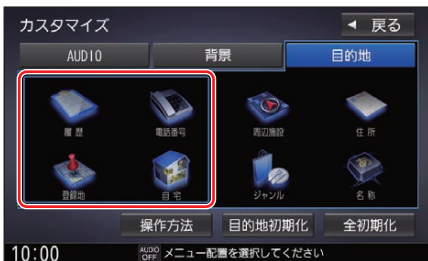 カスタマイズ
◀ 戻る
AUDIO
背景
目的地
履歴
電話番号
周辺施設
住所
登録地
自宅
ジャンル
名称
操作方法
目的地初期化
全初期化
10:00
AUDIO OFF
メニュー配置を選択してください